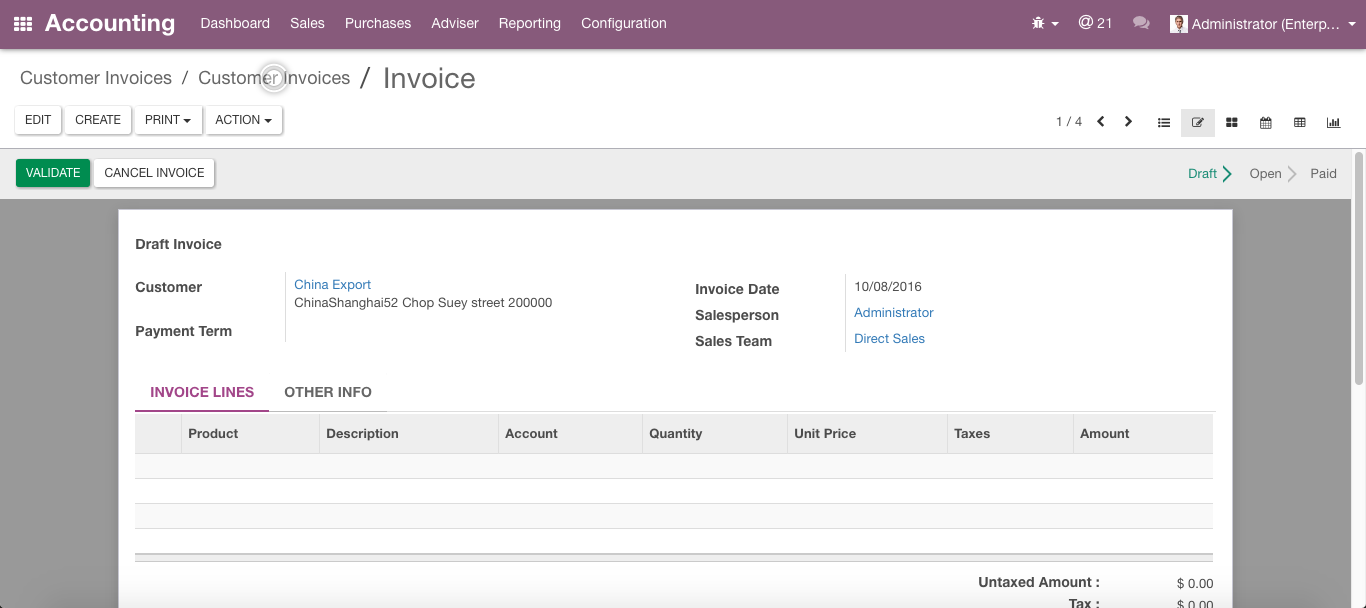 Accounting Dashboard Sales Purchases Adviser Reporting Configuration @ 21 Administrator (Enterp...
Customer Invoices / Customer Invoices / Invoice
EDIT CREATE PRINT ACTION 1 / 4
VALIDATE CANCEL INVOICE Draft Open Paid
Draft Invoice
Customer China Export Invoice Date 10/08/2016
ChinaShanghai52 Chop Suey street 200000 Salesperson Administrator
Payment Term Sales Team Direct Sales
INVOICE LINES OTHER INFO
Product Description Account Quantity Unit Price Taxes Amount
Untaxed Amount : $ 0.00
Tax : $ 0.00